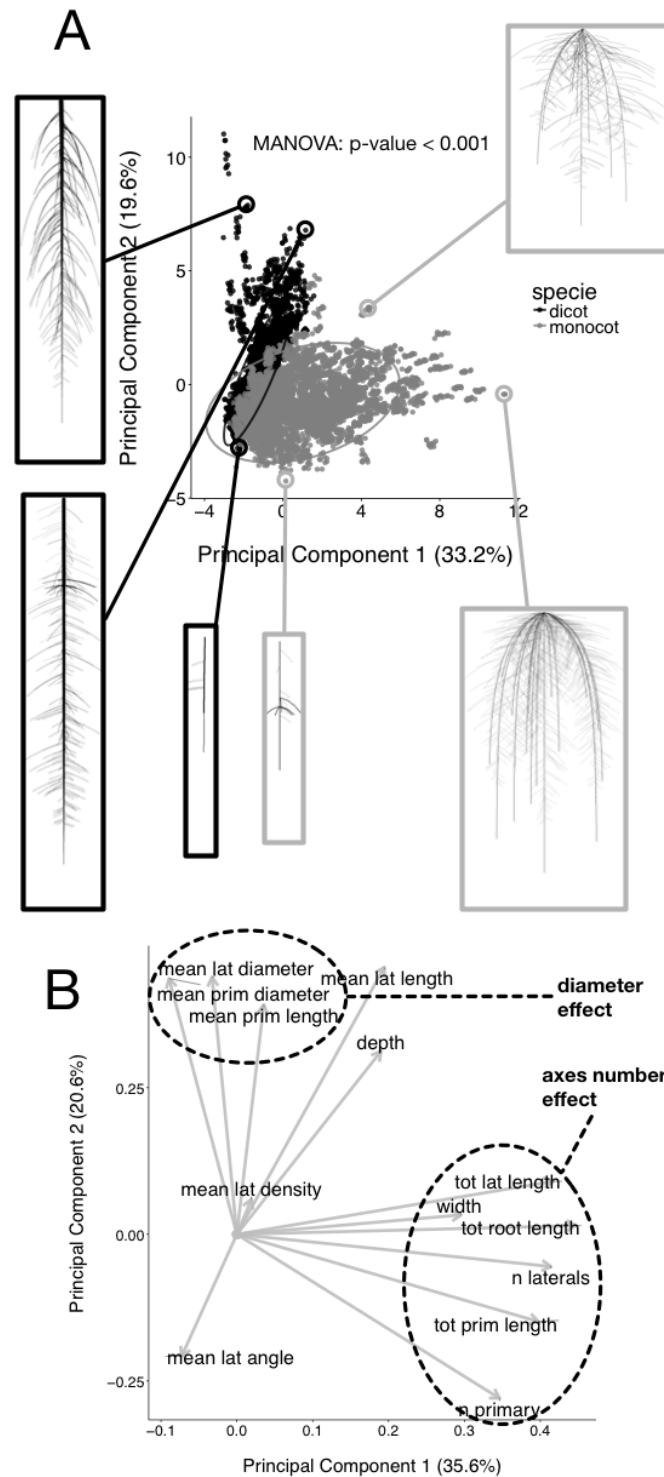 A
MANOVA: p-value < 0.001
Principal Component 2 (19.6%)
10
5
0
−5
−4
0
4
8
12
Principal Component 1 (33.2%)
specie
dicot
monocot
B
mean lat diameter
mean prim diameter
mean prim length
mean lat length
depth
diameter
effect
axes number
effect
mean lat density
tot lat length
width
tot root length
n laterals
tot prim length
n primary
mean lat angle
Principal Component 2 (20.6%)
0.25
0.00
−0.25
−0.1
0.0
0.1
0.2
0.3
0.4
Principal Component 1 (35.6%)